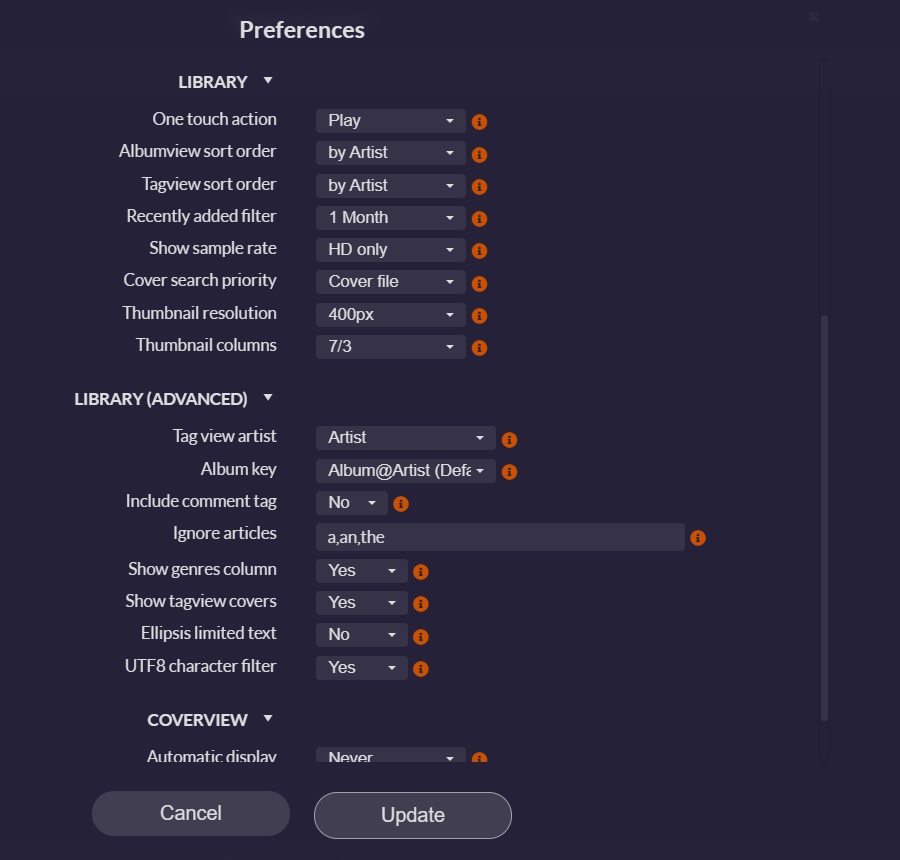 Preferences
LIBRARY
One touch action Play
Albumview sort order by Artist
Tagview sort order by Artist
Recently added filter 1 Month
Show sample rate HD only
Cover search priority Cover file
Thumbnail resolution 400px
Thumbnail columns 7/3
LIBRARY (ADVANCED)
Tag view artist Artist
Album key Album@Artist (Defa
Include comment tag No
Ignore articles a,an,the
Show genres column Yes
Show tagview covers Yes
Ellipsis limited text No
UTF8 character filter Yes
COVERVIEW
Automatic display Never
Cancel Update